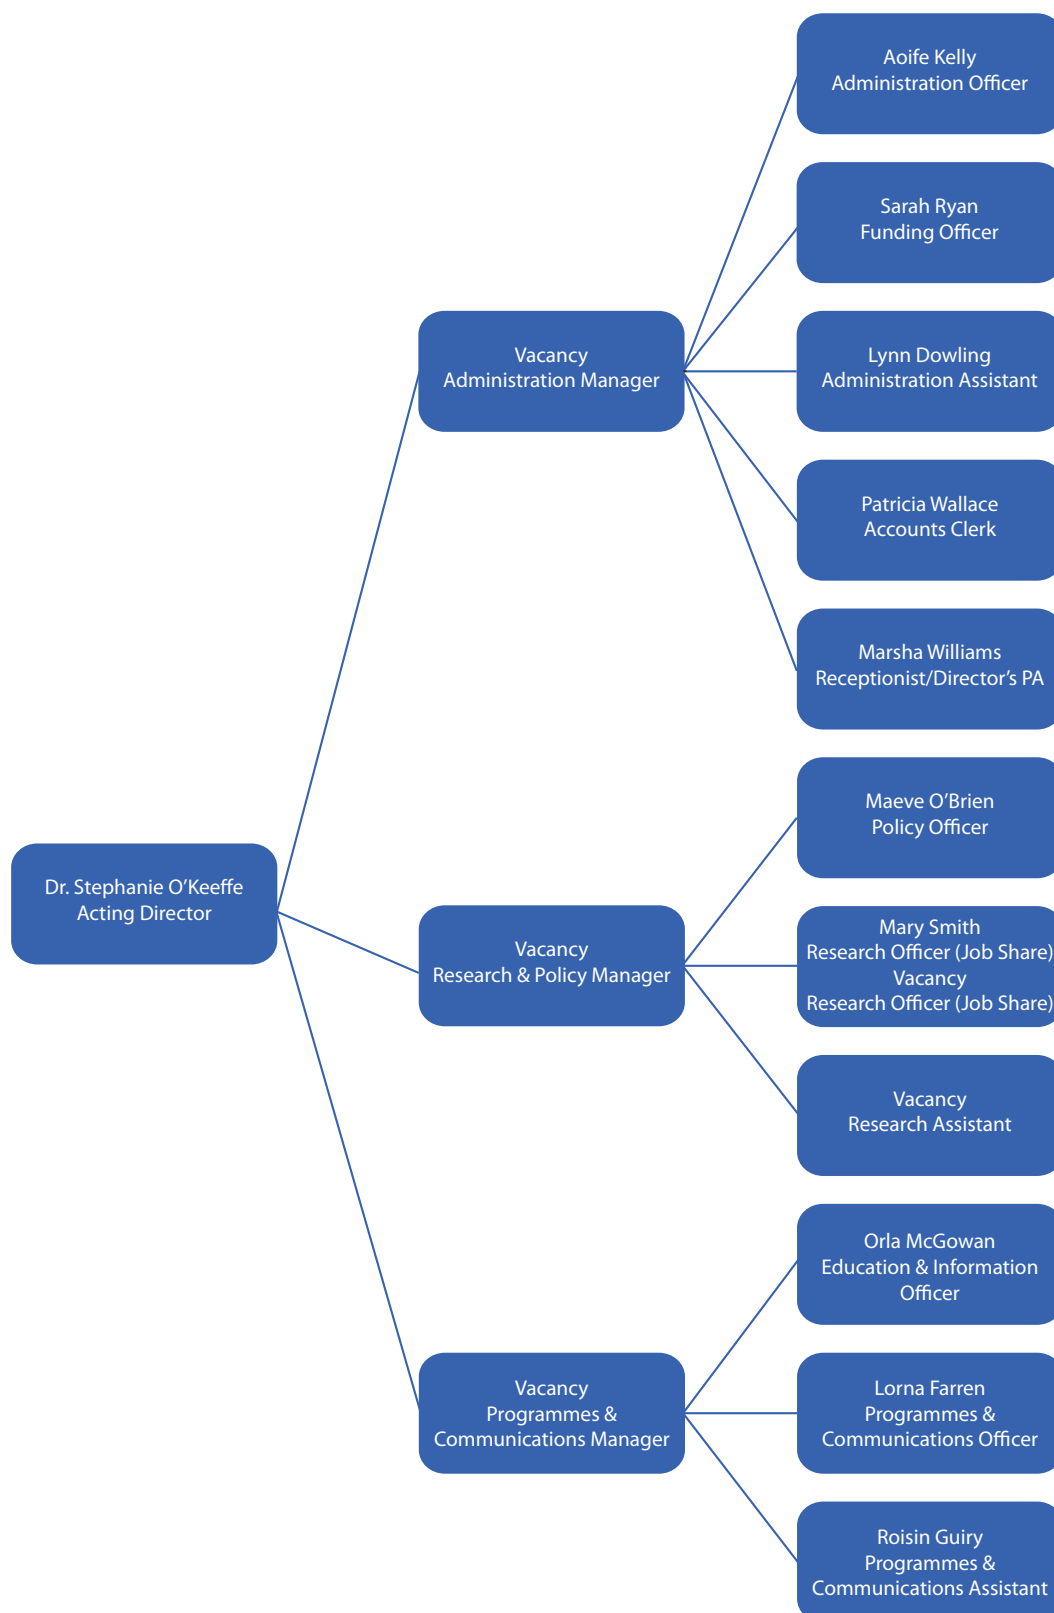 Aoife Kelly
Administration Officer
Sarah Ryan
Funding Officer
Vacancy
Administration Manager
Lynn Dowling
Administration Assistant
Patricia Wallace
Accounts Clerk
Marsha Williams
Receptionist/Director’s PA
Maeve O’Brien
Policy Officer
Dr. Stephanie O’Keeffe
Acting Director
Vacancy
Research & Policy Manager
Mary Smith
Research Officer (Job Share)
Vacancy
Research Officer (Job Share)
Vacancy
Research Assistant
Orla McGowan
Education & Information
Officer
Vacancy
Programmes &
Communications Manager
Lorna Farren
Programmes &
Communications Officer
Roisin Guiry
Programmes &
Communications Assistant